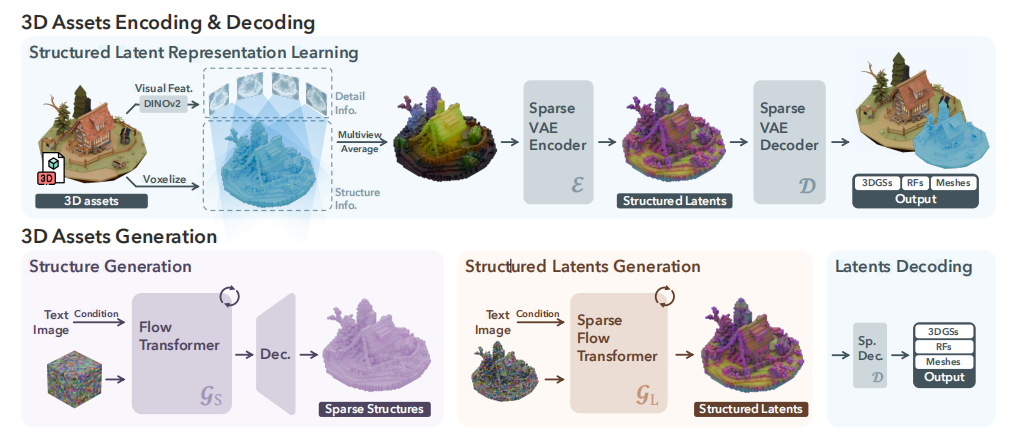 3D Assets Encoding & Decoding
Structured Latent Representation Learning
Visual Feat.
DINOv2
Voxelize
3D
3D assets
Detail
Info.
Structure
Info.
Multiview
Average
Sparse
VAE
Encoder
ℰ
Structured Latents
Sparse
VAE
Decoder
𝒟
3DGSs
RFs
Meshes
Output
3D Assets Generation
Structure Generation
Text
Image
Condition
Flow
Transformer
𝓖S
Dec.
Sparse Structures
Structured Latents Generation
Text
Image
Condition
Sparse
Flow
Transformer
𝓖L
Structured Latents
Latents Decoding
Sp.
Dec.
𝒟
3DGSs
RFs
Meshes
Output